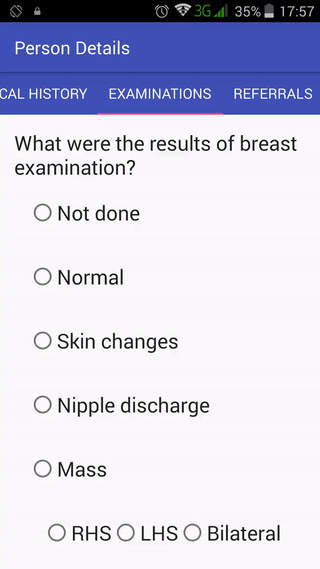 3G 35% 17:57
Person Details
CAL HISTORY EXAMINATIONS REFERRALS
What were the results of breast
examination?
Not done
Normal
Skin changes
Nipple discharge
Mass
RHS LHS Bilateral